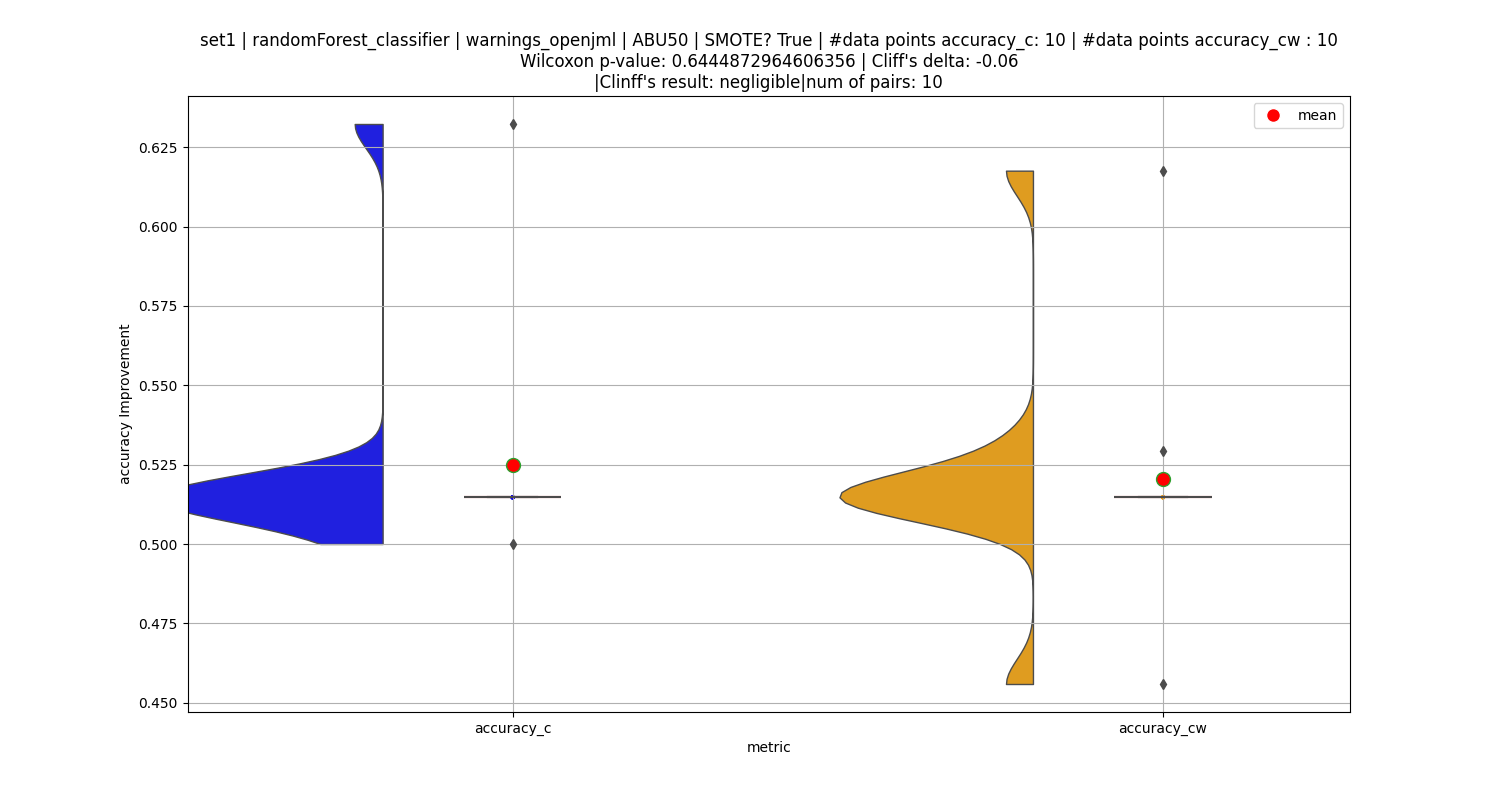 set1 | randomForest_classifier | warnings_openjml | ABU50 | SMOTE? True | #data points accuracy_c: 10 | #data points accuracy_cw : 10
Wilcoxon p-value: 0.6444872964606356 | Cliff's delta: -0.06
|Clinff's result: negligible|num of pairs: 10
mean
0.625
0.600
0.575
0.550
0.525
0.500
0.475
0.450
accuracy Improvement
accuracy_c
accuracy_cw
metric